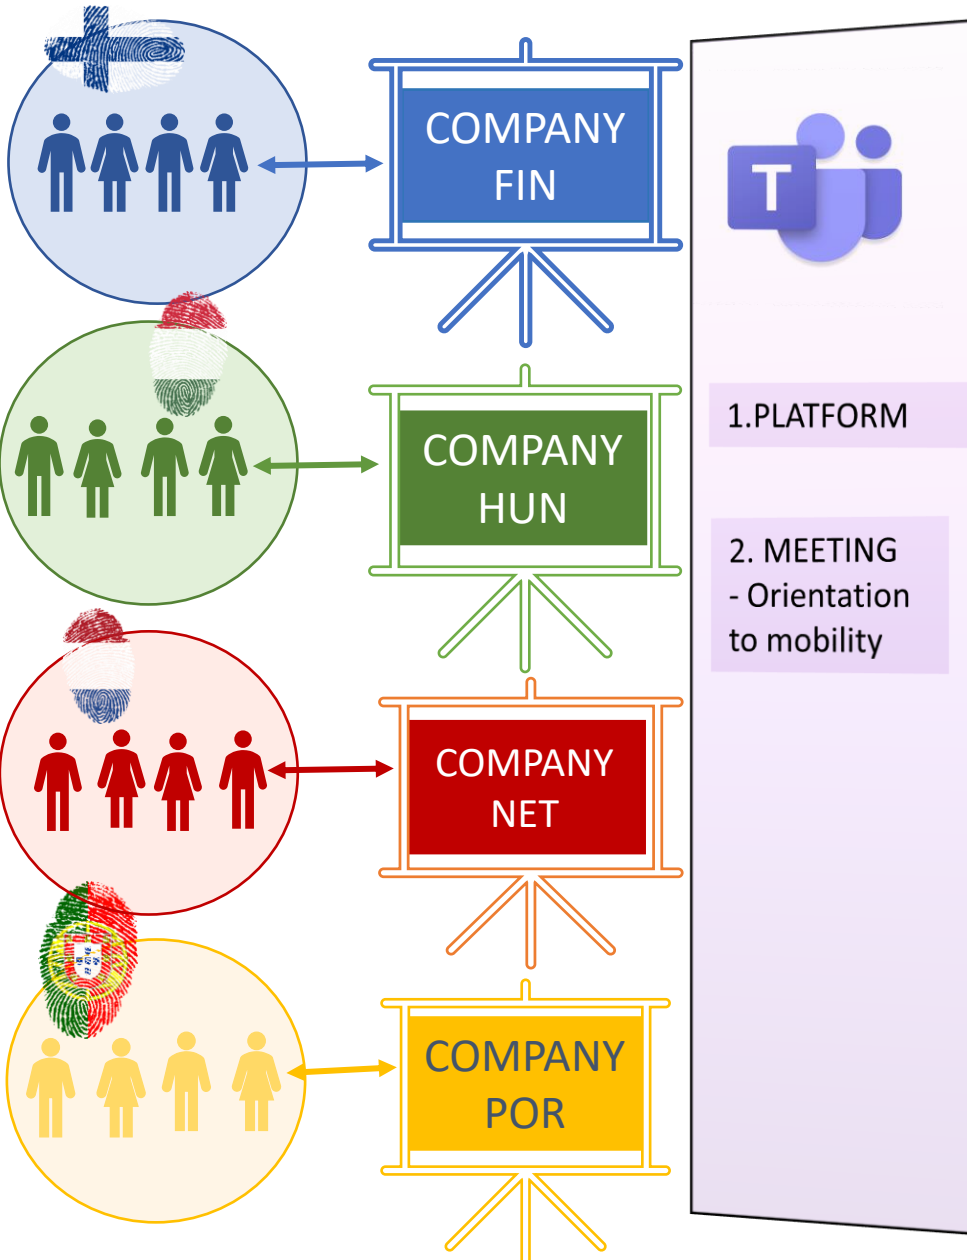 COMPANY
FIN
COMPANY
HUN
COMPANY
NET
COMPANY
POR
T
1.PLATFORM
2. MEETING
- Orientation
to mobility